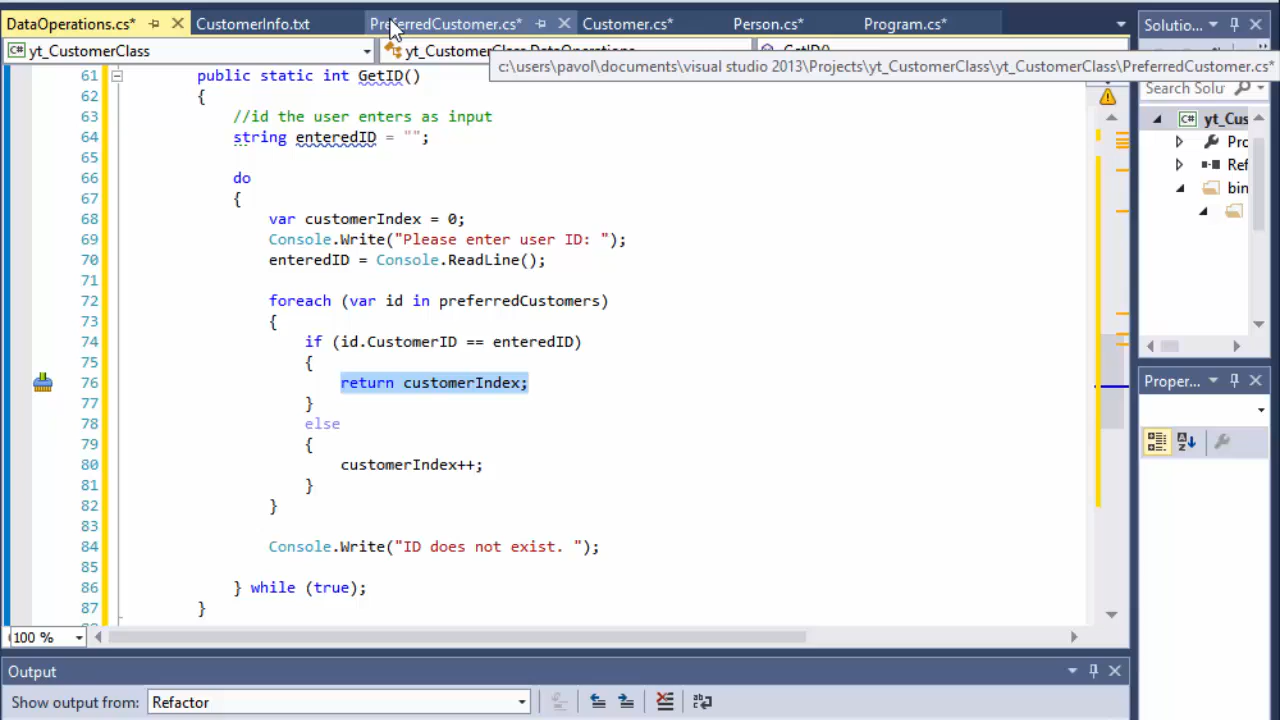 DataOperations.cs*
CustomerInfo.txt
PreferredCustomer.cs*
Customer.cs*
Person.cs*
Program.cs*
Solutio...
C# yt_CustomerClass
yt_CustomerClass.DataOperations
GetID()
c:\users\pavol\documents\visual studio 2013\Projects\yt_CustomerClass\yt_CustomerClass\PreferredCustomer.cs*
Search Solu
C# yt_Cus
Pro
Ref
bin
61 public static int GetID()
62 {
63 //id the user enters as input
64 string enteredID = "";
65
66 do
67 {
68 var customerIndex = 0;
69 Console.Write("Please enter user ID: ");
70 enteredID = Console.ReadLine();
71
72 foreach (var id in preferredCustomers)
73 {
74 if (id.CustomerID == enteredID)
75 {
76 return customerIndex;
77 }
78 else
79 {
80 customerIndex++;
81 }
82 }
83
84 Console.Write("ID does not exist. ");
85
86 } while (true);
87 }
100 %
Proper...
Output
Show output from: Refactor